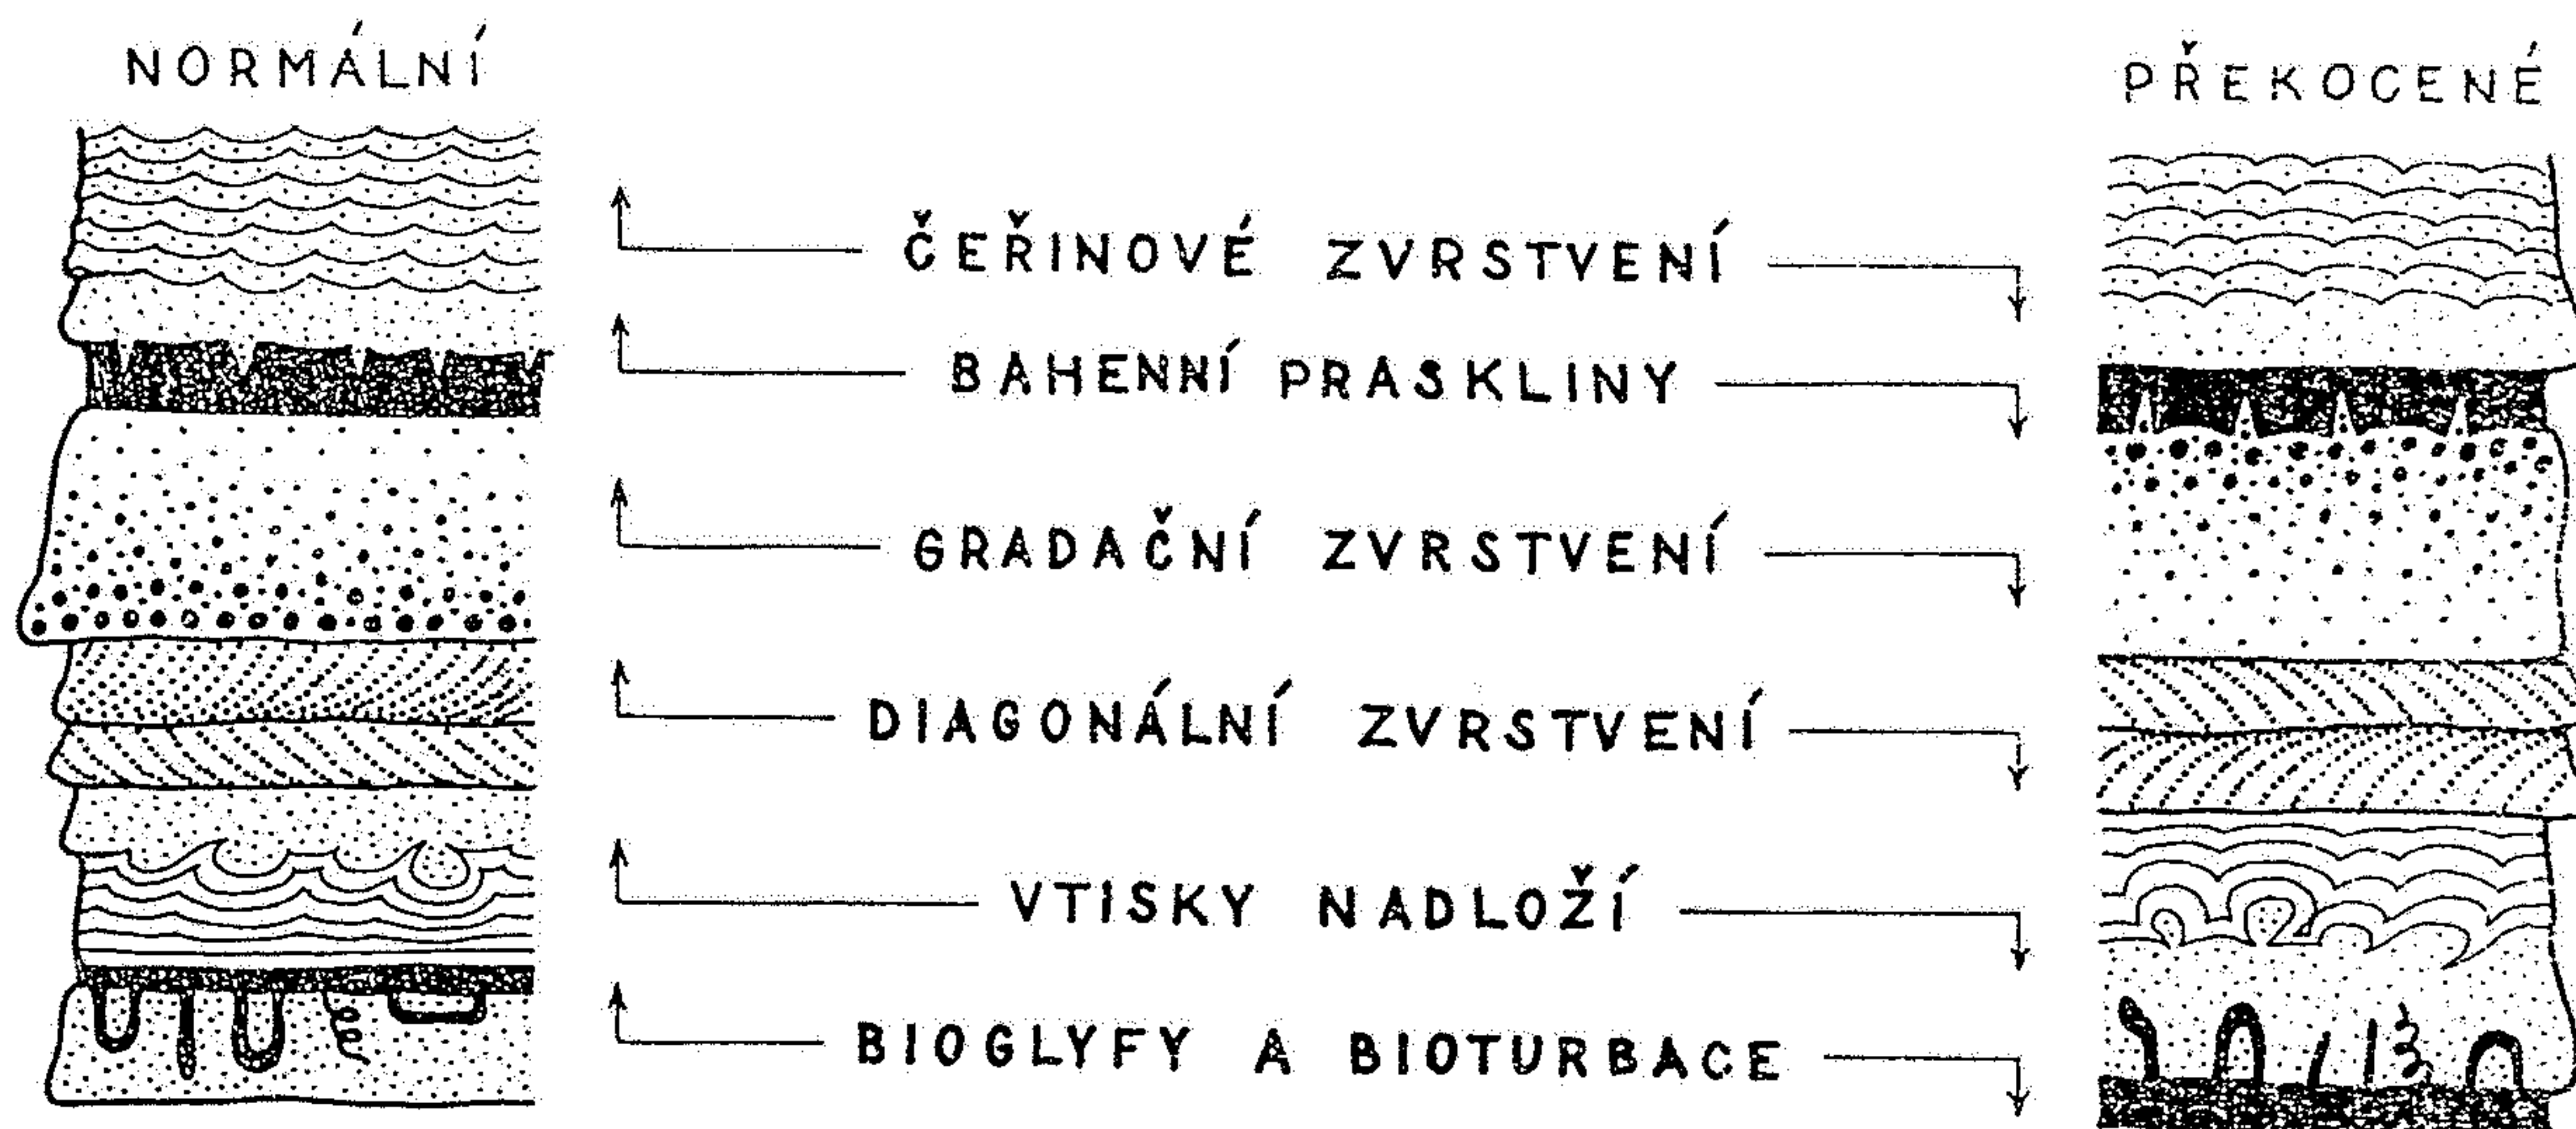 NORMÁLNÍ
PŘEKOCENÉ
ČEŘINOVÉ ZVRSTVENÍ
BAHENNÍ PRASKLINY
GRADAČNÍ ZVRSTVENÍ
DIAGONÁLNÍ ZVRSTVENÍ
VTISKY NADLOŽÍ
BIOGLYFY A BIOTURBACE